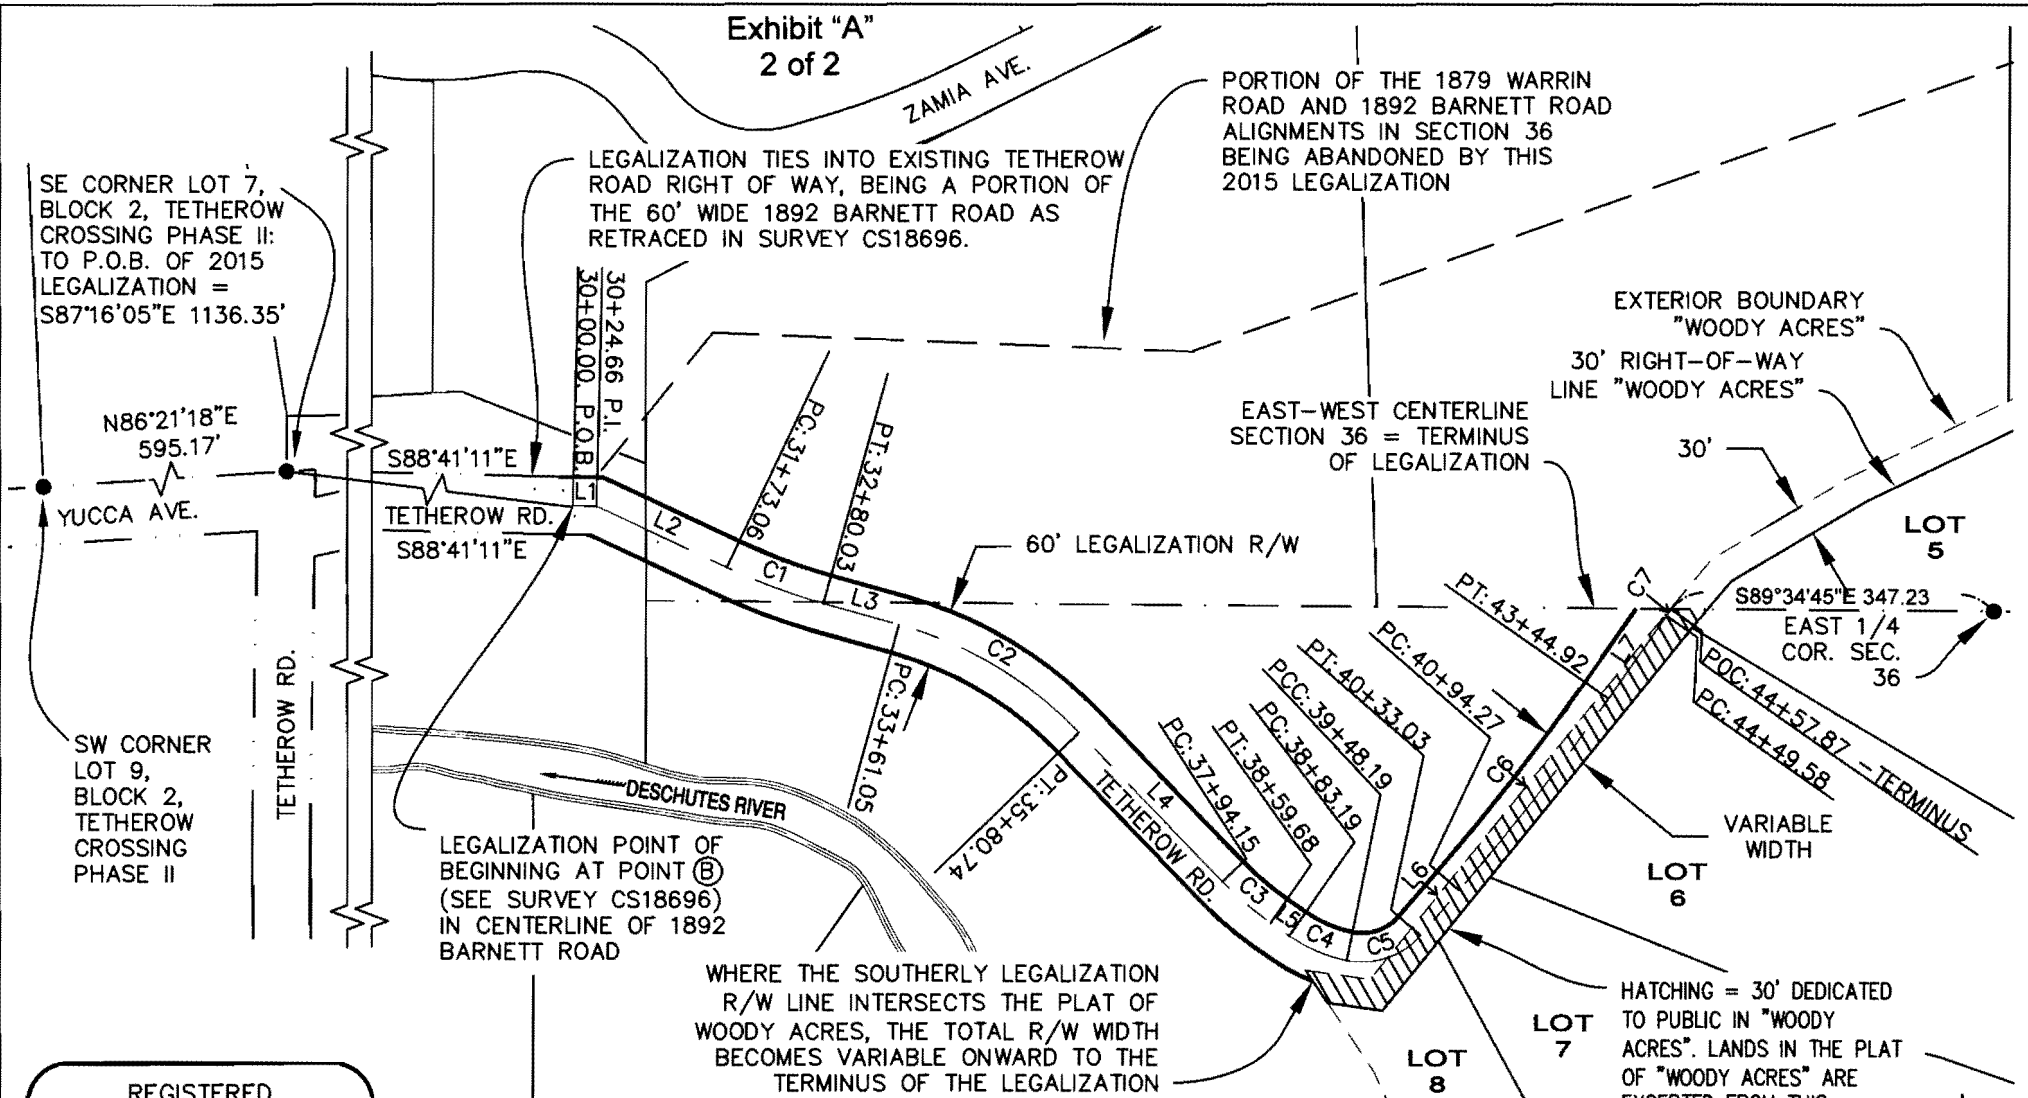 Exhibit "A"
2 of 2
ZAMIA AVE.
PORTION OF THE 1879 WARRIN
ROAD AND 1892 BARNETT ROAD
ALIGNMENTS IN SECTION 36
BEING ABANDONED BY THIS
2015 LEGALIZATION
LEGALIZATION TIES INTO EXISTING TETHEROW
ROAD RIGHT OF WAY, BEING A PORTION OF
THE 60' WIDE 1892 BARNETT ROAD AS
RETRACED IN SURVEY CS18696.
SE CORNER LOT 7,
BLOCK 2, TETHEROW
CROSSING PHASE II:
TO P.O.B. OF 2015
LEGALIZATION =
S87°16'05"E 1136.35'
30+24.66 P.I.
30+00.00 P.O.B.
EXTERIOR BOUNDARY
"WOODY ACRES"
30' RIGHT-OF-WAY
LINE "WOODY ACRES"
30'
EAST-WEST CENTERLINE
SECTION 36 = TERMINUS
OF LEGALIZATION
N86°21'18"E
595.17'
S88°41'11"E
L1
YUCCA AVE.
TETHEROW RD.
S88°41'11"E
L2
PC: 31+73.06
PT: 32+80.03
C1
L3
60' LEGALIZATION R/W
C2
LOT
5
S89°34'45"E 347.23
EAST 1/4
COR. SEC.
36
C7
PT: 43+44.92
L7
PC: 40+94.27
PT: 40+33.03
PCC: 39+48.19
PC: 38+83.19
PT: 38+59.68
PC: 37+94.15
POC: 44+57.87 - TERMINUS
PC: 44+49.58
TETHEROW RD.
PC: 33+61.05
PT: 35+80.74
L4
TETHEROW RD.
C3
L5
C4
C5
L6
C6
VARIABLE
WIDTH
LOT
6
SW CORNER
LOT 9,
BLOCK 2,
TETHEROW
CROSSING
PHASE II
DESCHUTES RIVER
LEGALIZATION POINT OF
BEGINNING AT POINT Ⓑ
(SEE SURVEY CS18696)
IN CENTERLINE OF 1892
BARNETT ROAD
WHERE THE SOUTHERLY LEGALIZATION
R/W LINE INTERSECTS THE PLAT OF
WOODY ACRES, THE TOTAL R/W WIDTH
BECOMES VARIABLE ONWARD TO THE
TERMINUS OF THE LEGALIZATION
LOT
7
LOT
8
HATCHING = 30' DEDICATED
TO PUBLIC IN "WOODY
ACRES". LANDS IN THE PLAT
OF "WOODY ACRES" ARE
EXCEPTED FROM THIS
REGISTERED